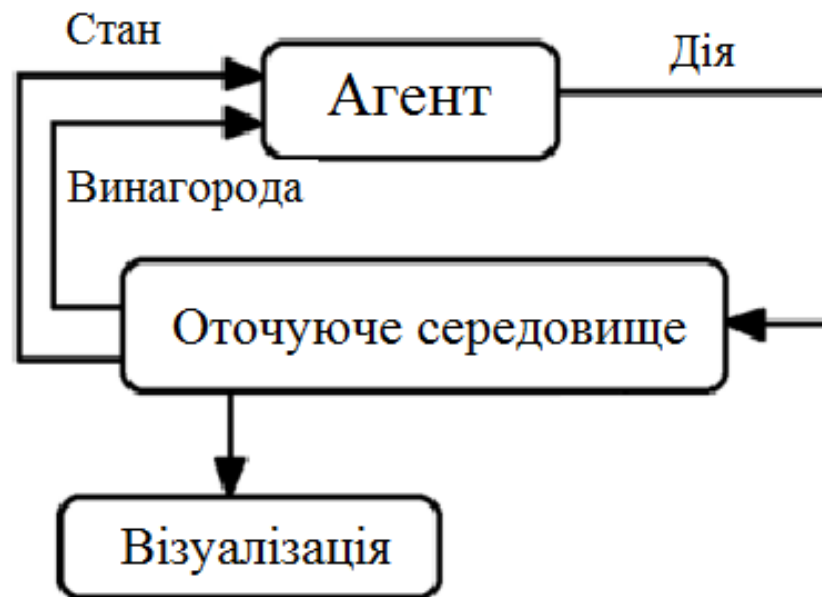 Стан
Дія
Агент
Винагорода
Оточуюче середовище
Візуалізація